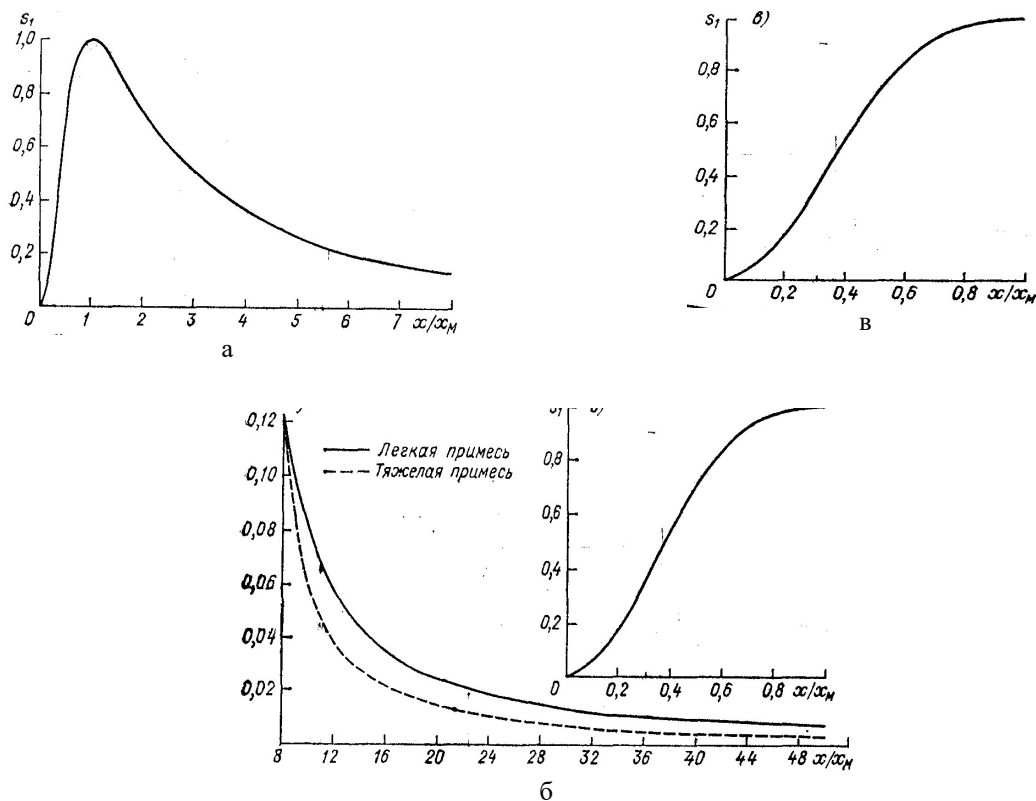 S₁
1,0
0,8
0,6
0,4
0,2
0 1 2 3 4 5 6 7 x/xм
а
S₁ в)
0,8
0,6
0,4
0,2
0 0,2 0,4 0,6 0,8 x/xм
в
0,12
0,10
0,08
0,06
0,04
0,02
8 12 16 20 24 28 32 36 40 44 48 x/xм
Легкая примесь
Тяжелая примесь
0,8
0,6
0,4
0,2
0 0,2 0,4 0,6 0,8 x/xм
б